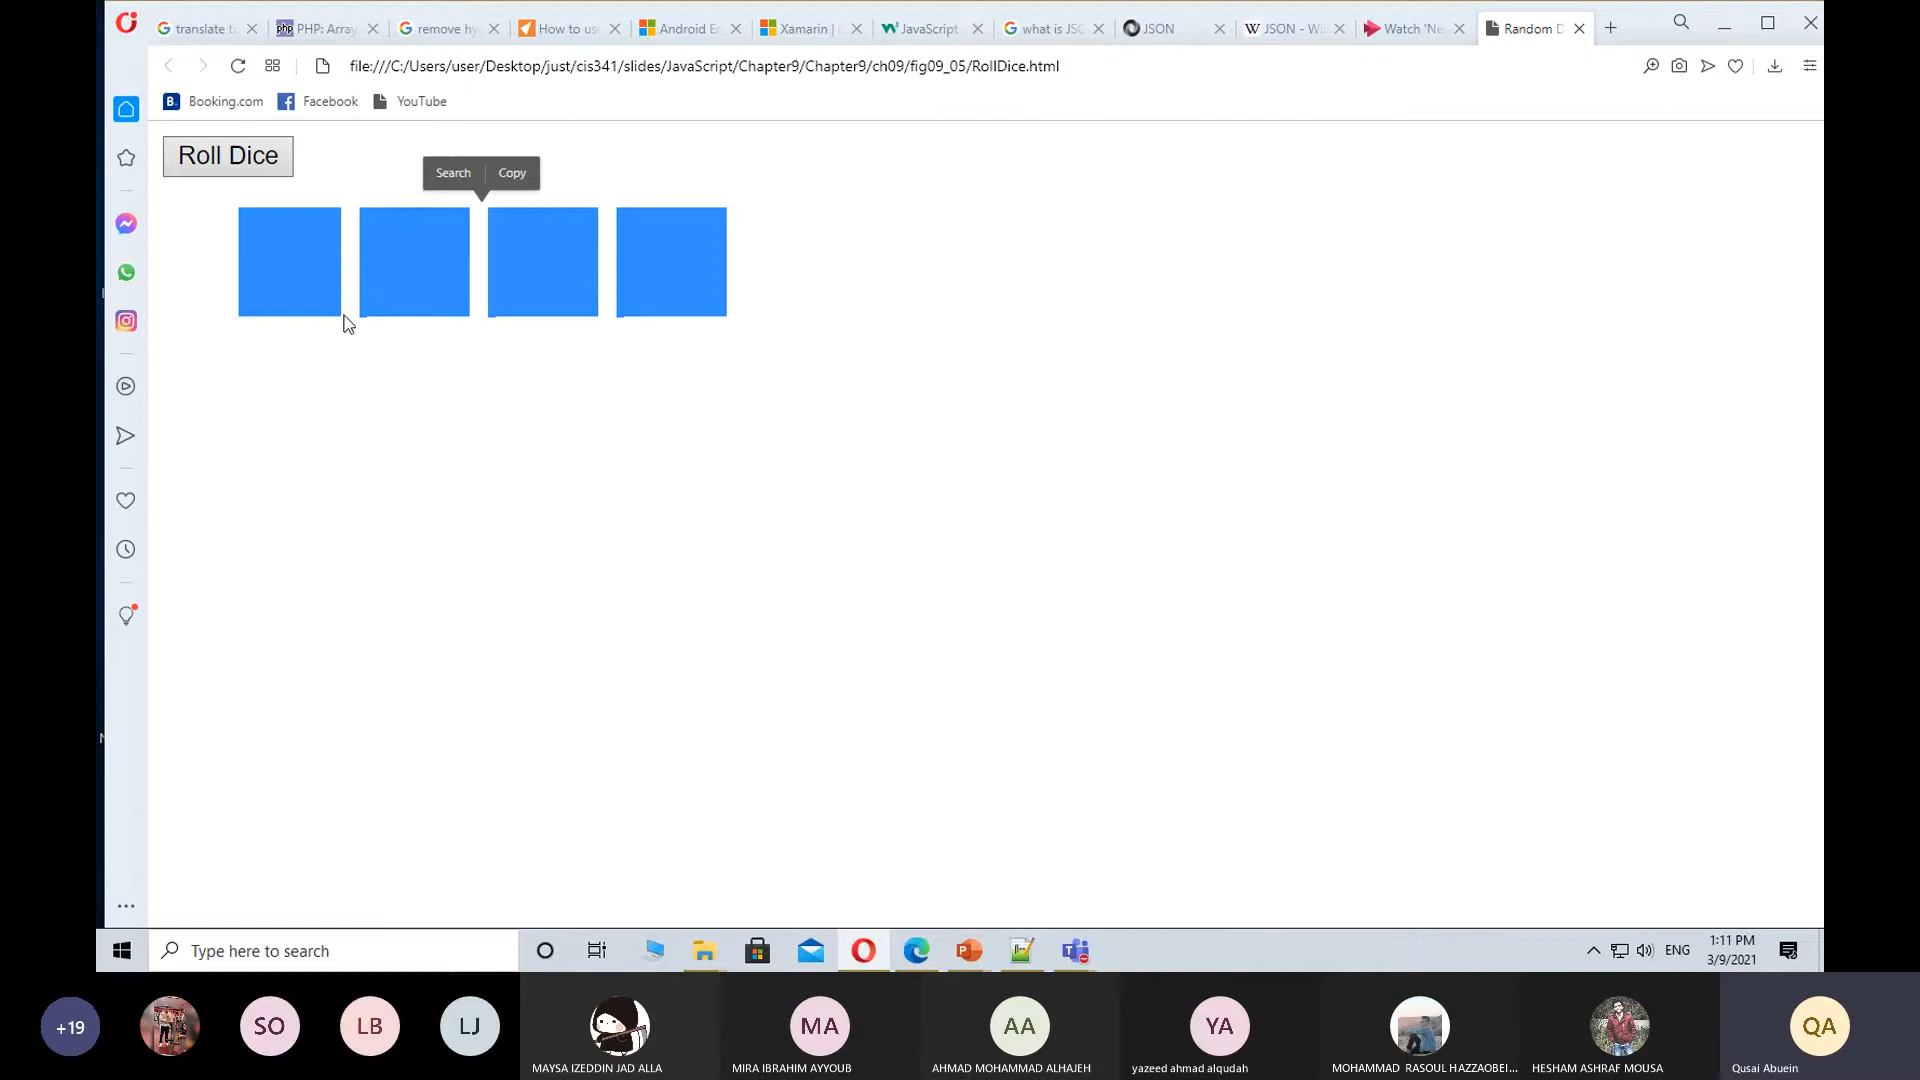 translate t
PHP: Array
remove hy
How to us
Android E
Xamarin |
JavaScript
what is JSC
JSON
JSON - Wi
Watch 'Ne
Random D
file:///C:/Users/user/Desktop/just/cis341/slides/JavaScript/Chapter9/Chapter9/ch09/fig09_05/RollDice.html
Booking.com
Facebook
YouTube
Roll Dice
Search
Copy
Type here to search
ENG
1:11 PM
3/9/2021
+19
SO
LB
LJ
MA
AA
YA
QA
MAYSA IZEDDIN JAD ALLA
MIRA IBRAHIM AYYOUB
AHMAD MOHAMMAD ALHAJEH
yazeed ahmad alqudah
MOHAMMAD RASOUL HAZZAOBEI...
HESHAM ASHRAF MOUSA
Qusai Abuein